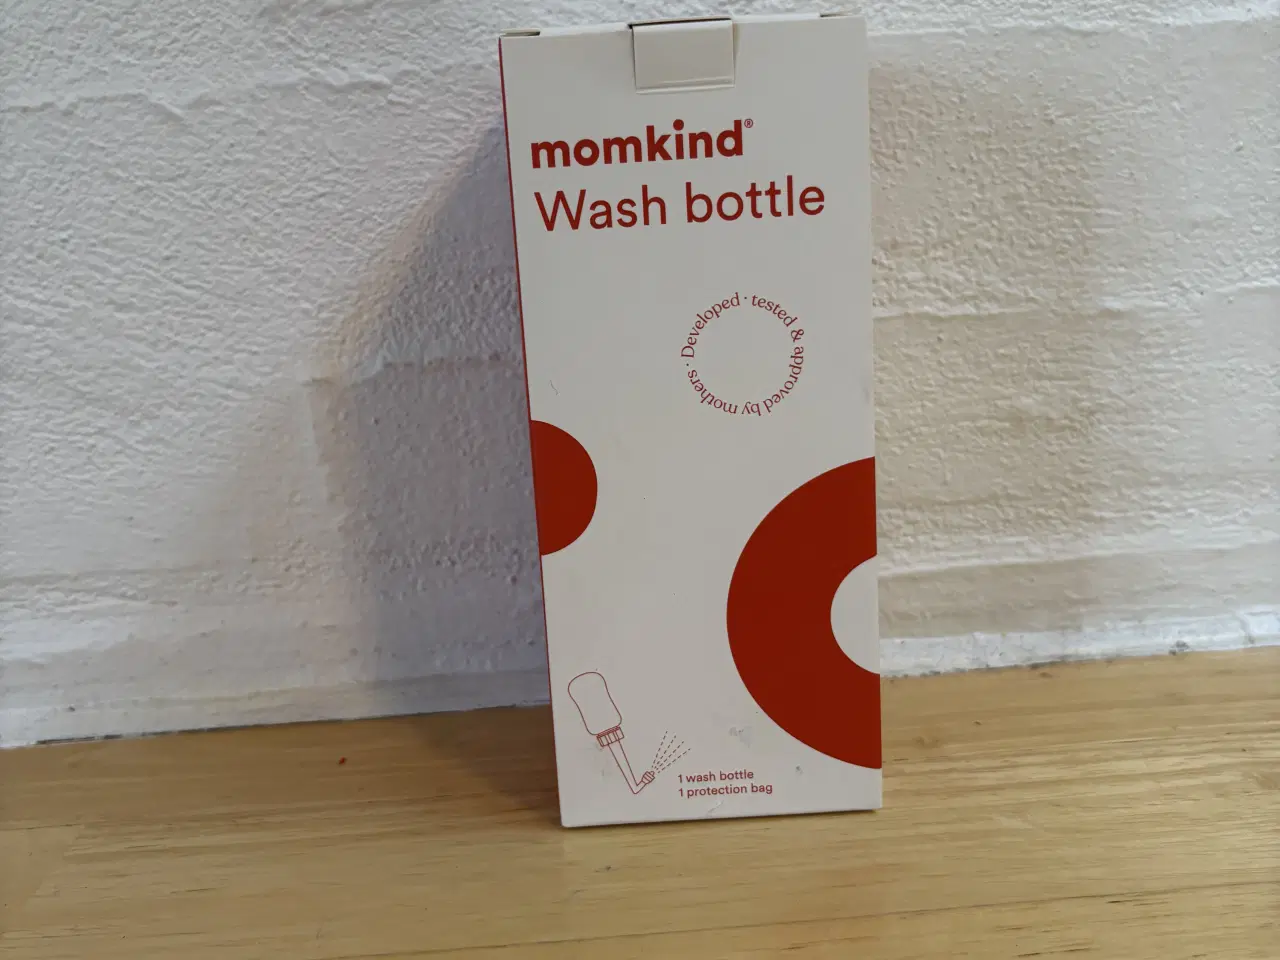 momkind®
Wash bottle
Developed · tested & approved by mothers ·
1 wash bottle
1 protection bag